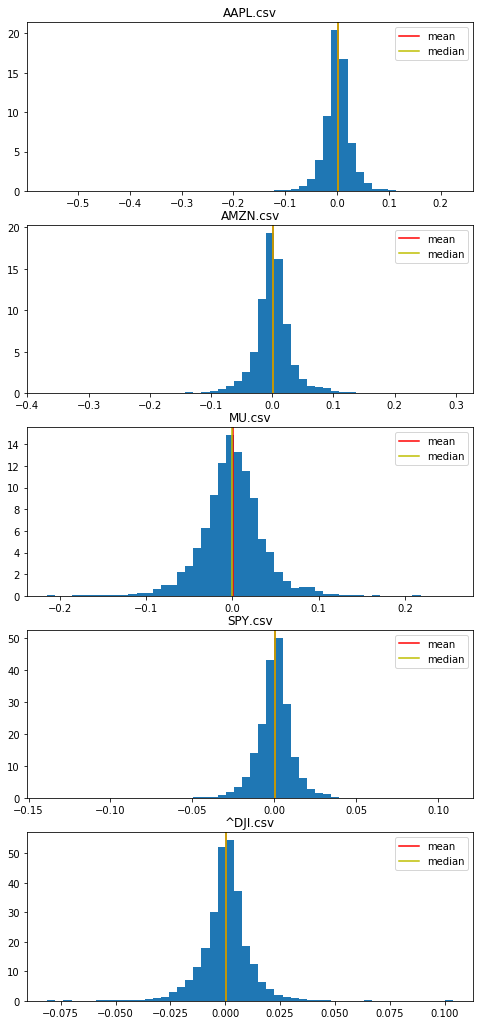 AAPL.csv
mean
median
20
15
10
5
0
−0.5 −0.4 −0.3 −0.2 −0.1 0.0 0.1 0.2
AMZN.csv
mean
median
20
15
10
5
0
−0.4 −0.3 −0.2 −0.1 0.0 0.1 0.2 0.3
MU.csv
mean
median
14
12
10
8
6
4
2
0
−0.2 −0.1 0.0 0.1 0.2
SPY.csv
mean
median
50
40
30
20
10
0
−0.15 −0.10 −0.05 0.00 0.05 0.10
^DJI.csv
mean
median
50
40
30
20
10
0
−0.075 −0.050 −0.025 0.000 0.025 0.050 0.075 0.100